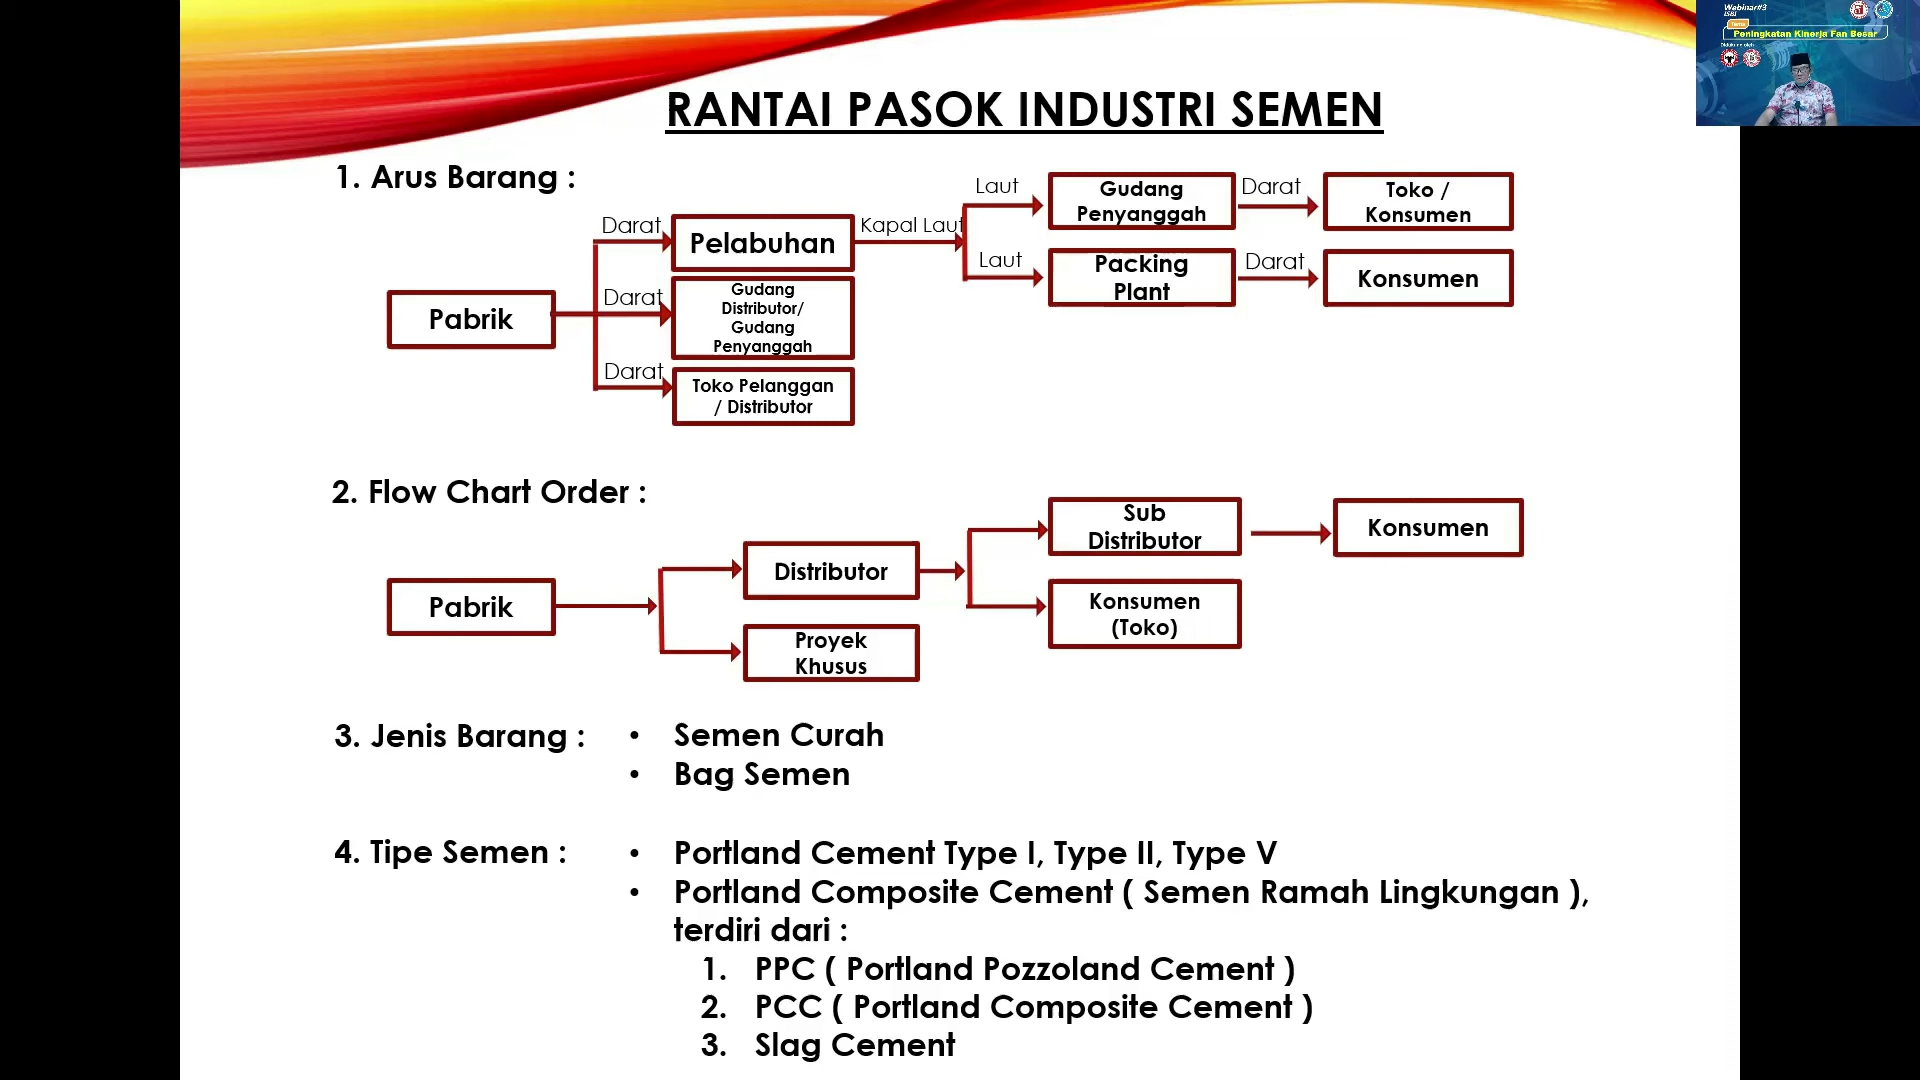 Webinar#3
ISBI
Tema
Peningkatan Kinerja Fan Besar
RANTAI PASOK INDUSTRI SEMEN
1. Arus Barang :
Pabrik
Darat
Pelabuhan
Kapal Laut
Laut
Gudang
Penyanggah
Darat
Toko /
Konsumen
Laut
Packing
Plant
Darat
Konsumen
Darat
Gudang
Distributor/
Gudang
Penyanggah
Darat
Toko Pelanggan
/ Distributor
2. Flow Chart Order :
Pabrik
Distributor
Sub
Distributor
Konsumen
Konsumen
(Toko)
Proyek
Khusus
3. Jenis Barang :
• Semen Curah
• Bag Semen
4. Tipe Semen :
• Portland Cement Type I, Type II, Type V
• Portland Composite Cement ( Semen Ramah Lingkungan ),
terdiri dari :
1. PPC ( Portland Pozzoland Cement )
2. PCC ( Portland Composite Cement )
3. Slag Cement